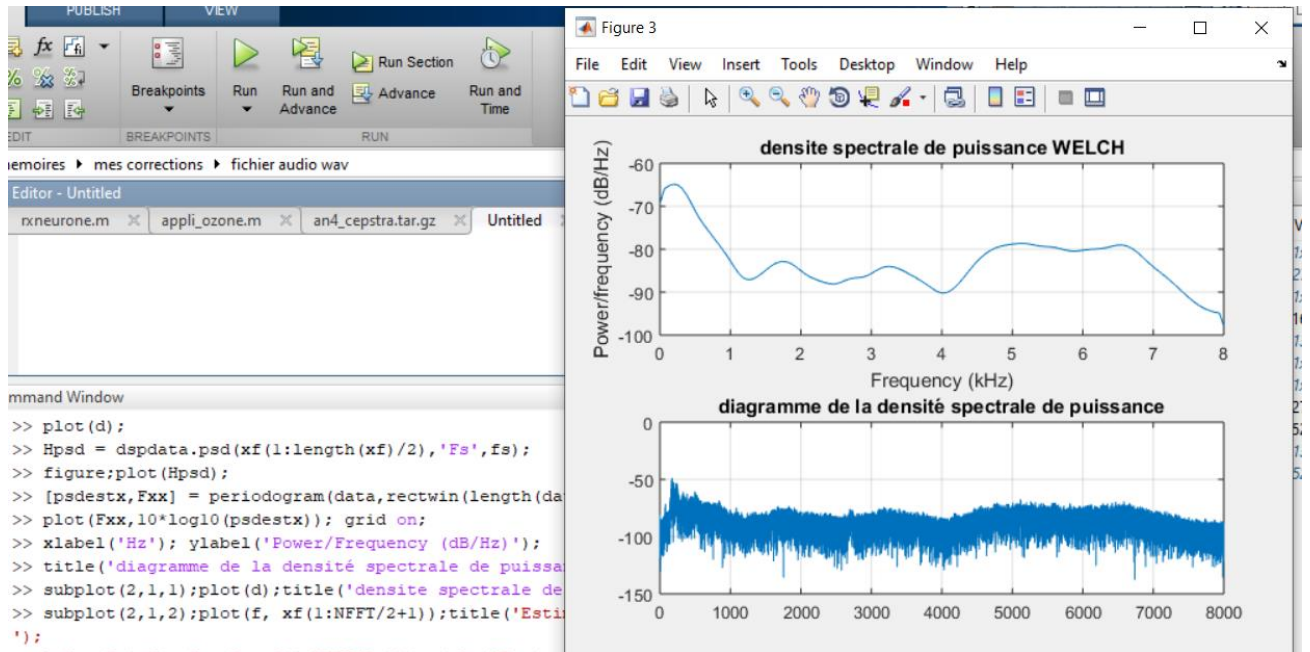 PUBLISH VIEW
fx
Breakpoints Run Run and Advance Run Section Advance Run and Time
EDIT BREAKPOINTS RUN
mes corrections fichier audio wav
Editor - Untitled
rxneurone.m appli_ozone.m an4_cepstra.tar.gz Untitled
Command Window
>> plot(d);
>> Hpsd = dspdata.psd(xf(1:length(xf)/2),'Fs',fs);
>> figure;plot(Hpsd);
>> [psdestx,Fxx] = periodogram(data,rectwin(length(da
>> plot(Fxx,10*log10(psdestx)); grid on;
>> xlabel('Hz'); ylabel('Power/Frequency (dB/Hz)');
>> title('diagramme de la densité spectrale de puissa
>> subplot(2,1,1);plot(d);title('densite spectrale de
>> subplot(2,1,2);plot(f, xf(1:NFFT/2+1));title('Esti
');
Figure 3
File Edit View Insert Tools Desktop Window Help
densite spectrale de puissance WELCH
Power/frequency (dB/Hz)
-60
-70
-80
-90
-100
0 1 2 3 4 5 6 7 8
Frequency (kHz)
diagramme de la densité spectrale de puissance
0
-50
-100
-150
0 1000 2000 3000 4000 5000 6000 7000 8000